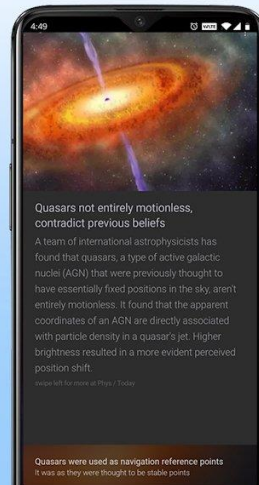 4:49
VoLTE
Quasars not entirely motionless,
contradict previous beliefs
A team of international astrophysicists has
found that quasars, a type of active galactic
nuclei (AGN) that were previously thought to
have essentially fixed positions in the sky, aren't
entirely motionless. It found that the apparent
coordinates of an AGN are directly associated
with particle density in a quasar's jet. Higher
brightness resulted in a more evident perceived
position shift.
swipe left for more at Phys / Today
Quasars were used as navigation reference points
It was as they were thought to be stable points